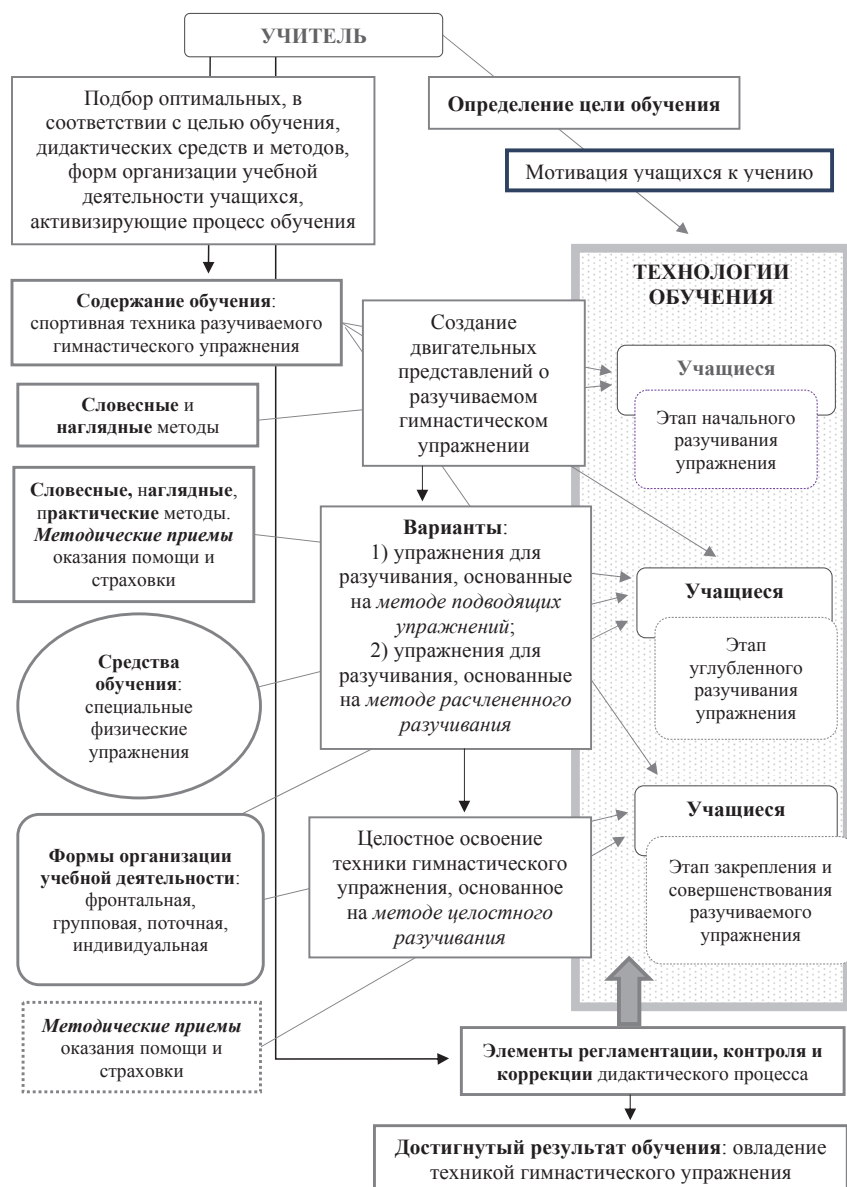 УЧИТЕЛЬ
Подбор оптимальных, в
соответствии с целью обучения,
дидактических средств и методов,
форм организации учебной
деятельности учащихся,
активизирующие процесс обучения
Определение цели обучения
Мотивация учащихся к учению
ТЕХНОЛОГИИ
ОБУЧЕНИЯ
Содержание обучения:
спортивная техника разучиваемого
гимнастического упражнения
Создание
двигательных
представлений о
разучиваемом
гимнастическом
упражнении
Учащиеся
Этап начального
разучивания
упражнения
Словесные и
наглядные методы
Словесные, наглядные,
практические методы.
Методические приемы
оказания помощи и
страховки
Варианты:
1) упражнения для
разучивания, основанные
на методе подводящих
упражнений;
2) упражнения для
разучивания, основанные
на методе расчлененного
разучивания
Учащиеся
Этап
углубленного
разучивания
упражнения
Средства
обучения:
специальные
физические
упражнения
Учащиеся
Этап закрепления и
совершенствования
разучиваемого
упражнения
Формы организации
учебной деятельности:
фронтальная,
групповая, поточная,
индивидуальная
Целостное освоение
техники гимнастического
упражнения, основанное
на методе целостного
разучивания
Методические приемы
оказания помощи и
страховки
Элементы регламентации, контроля и
коррекции дидактического процесса
Достигнутый результат обучения: овладение
техникой гимнастического упражнения